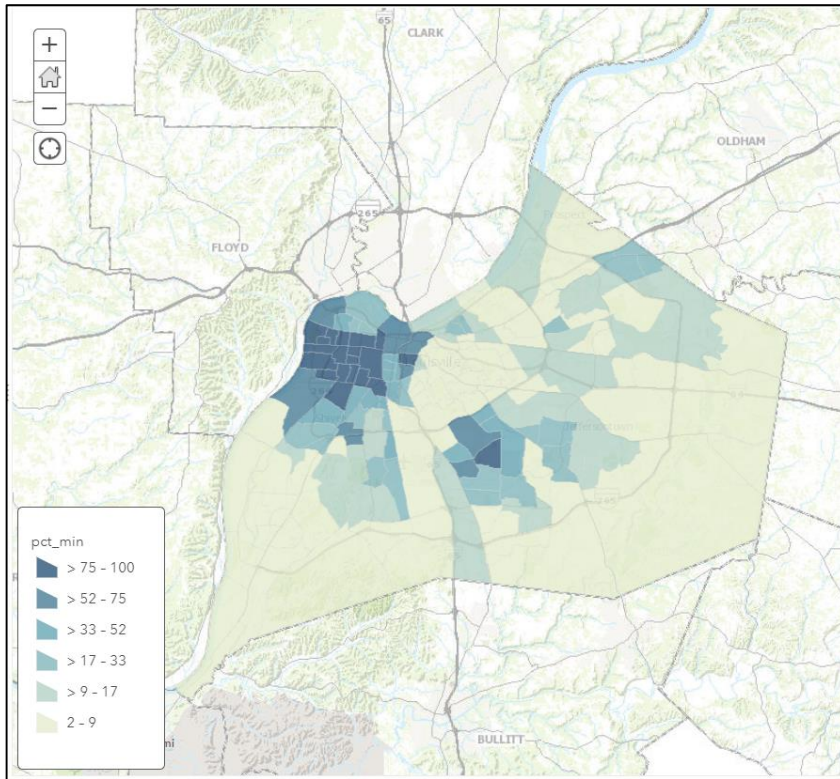 65
CLARK
+
−
OLDHAM
265
FLOYD
pct_min
> 75 - 100
> 52 - 75
> 33 - 52
> 17 - 33
> 9 - 17
2 - 9
BULLITT